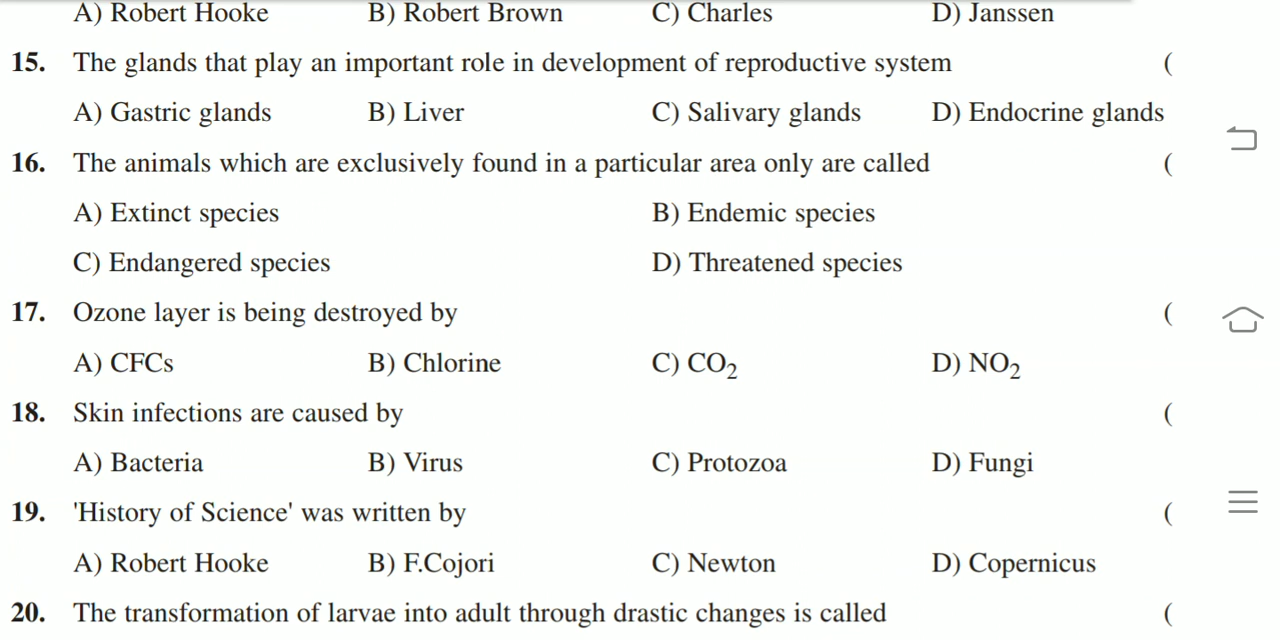 A) Robert Hooke B) Robert Brown C) Charles D) Janssen
15. The glands that play an important role in development of reproductive system (
A) Gastric glands B) Liver C) Salivary glands D) Endocrine glands
16. The animals which are exclusively found in a particular area only are called (
A) Extinct species B) Endemic species
C) Endangered species D) Threatened species
17. Ozone layer is being destroyed by (
A) CFCs B) Chlorine C) CO₂ D) NO₂
18. Skin infections are caused by (
A) Bacteria B) Virus C) Protozoa D) Fungi
19. 'History of Science' was written by (
A) Robert Hooke B) F.Cojori C) Newton D) Copernicus
20. The transformation of larvae into adult through drastic changes is called (